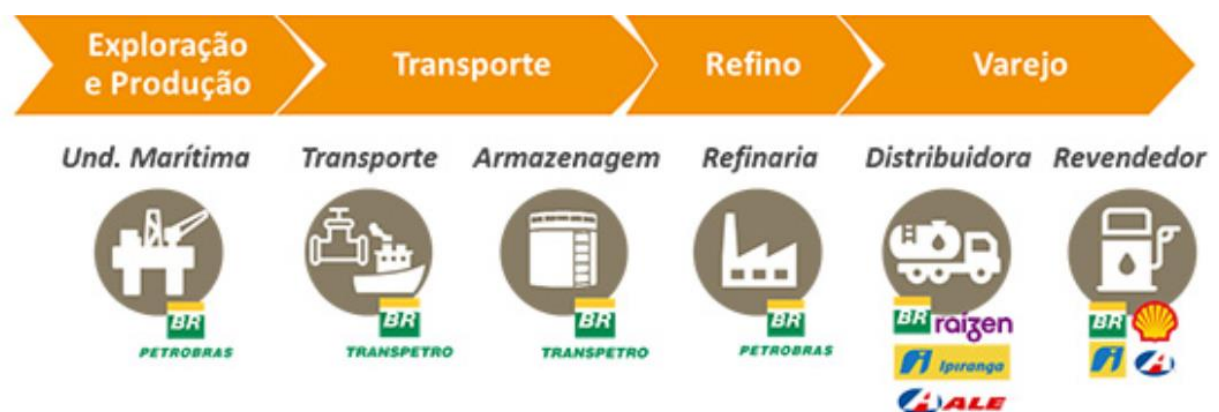 Exploração
e Produção
Transporte
Refino
Varejo
Und. Marítima
Transporte
Armazenagem
Refinaria
Distribuidora
Revendedor
BR
PETROBRAS
BR
TRANSPETRO
BR
TRANSPETRO
BR
PETROBRAS
BR
raízen
Ipiranga
ALE
BR